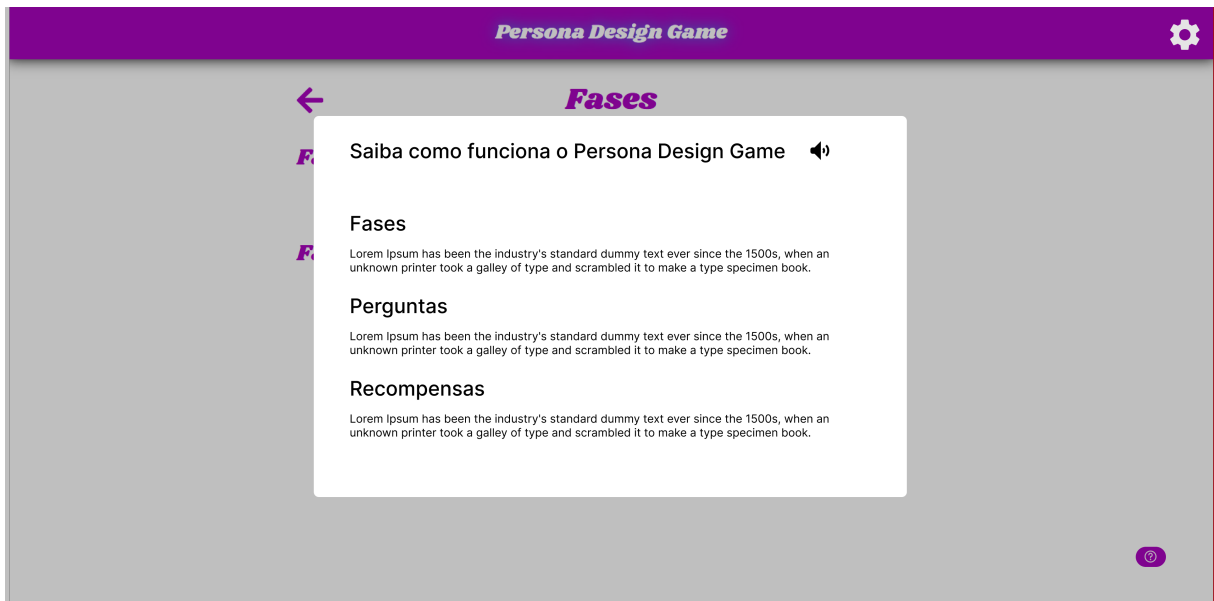 Persona Design Game
Fases
Fa
Saiba como funciona o Persona Design Game
Fases
Lorem Ipsum has been the industry's standard dummy text ever since the 1500s, when an
unknown printer took a galley of type and scrambled it to make a type specimen book.
Fa
Perguntas
Lorem Ipsum has been the industry's standard dummy text ever since the 1500s, when an
unknown printer took a galley of type and scrambled it to make a type specimen book.
Recompensas
Lorem Ipsum has been the industry's standard dummy text ever since the 1500s, when an
unknown printer took a galley of type and scrambled it to make a type specimen book.
?